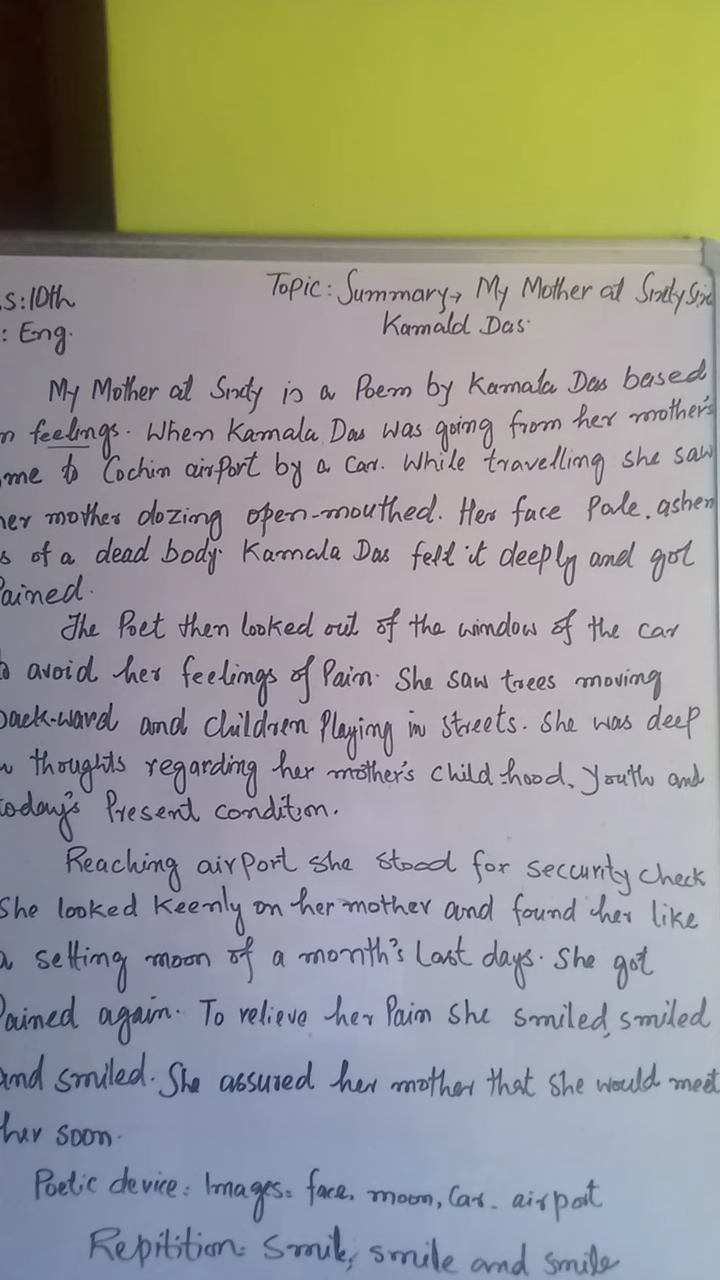 s: 10th
Topic: Summary→ My Mother at Sixty Six
: Eng.
Kamald Das.
My Mother at Sixty is a Poem by Kamala Das based
n feelings. When Kamala Das was going from her mother's
me to Cochin airport by a Car. While travelling she saw
her mother dozing open-mouthed. Her face Pale, ashen
s of a dead body. Kamala Das felt it deeply and got
Pained.
The Poet then looked out of the window of the car
o avoid her feelings of Pain. She saw trees moving
back-ward and children Playing in streets. She was deep
n thoughts regarding her mother's child hood, youth and
today's Present condition.
Reaching airport she stood for security check
She looked keenly on her mother and found her like
a setting moon of a month's last days. She got
Pained again. To relieve her Pain she smiled, smiled
and smiled. She assured her mother that she would meet
her soon.
Poetic device: Images: face, moon, Car. airport
Repitition: Smile, smile and smile